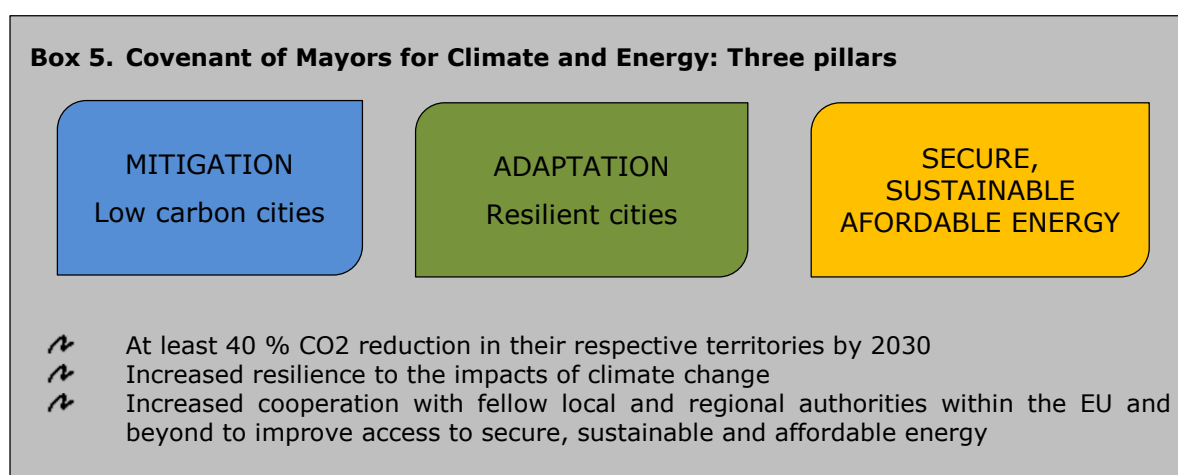 Box 5. Covenant of Mayors for Climate and Energy: Three pillars
MITIGATION
Low carbon cities
ADAPTATION
Resilient cities
SECURE,
SUSTAINABLE
AFORDABLE ENERGY
At least 40 % CO2 reduction in their respective territories by 2030
Increased resilience to the impacts of climate change
Increased cooperation with fellow local and regional authorities within the EU and
beyond to improve access to secure, sustainable and affordable energy